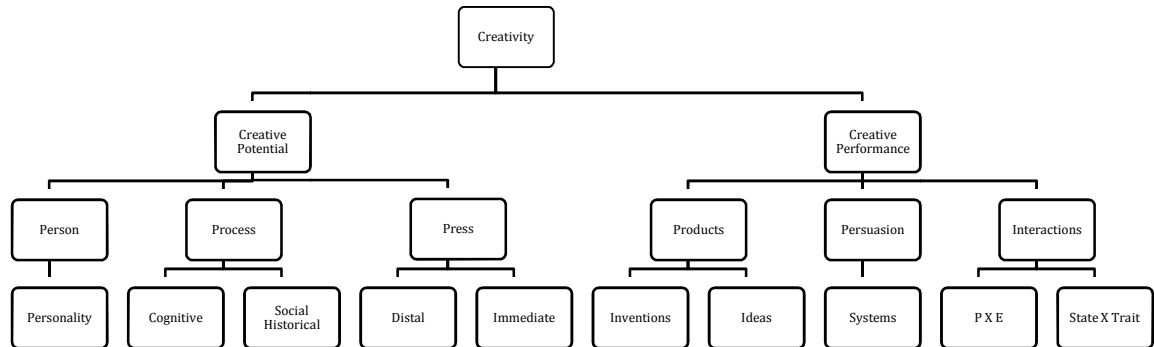 Creativity
Creative
Potential
Creative
Performance
Person
Process
Press
Products
Persuasion
Interactions
Personality
Cognitive
Social
Historical
Distal
Immediate
Inventions
Ideas
Systems
P X E
State X Trait